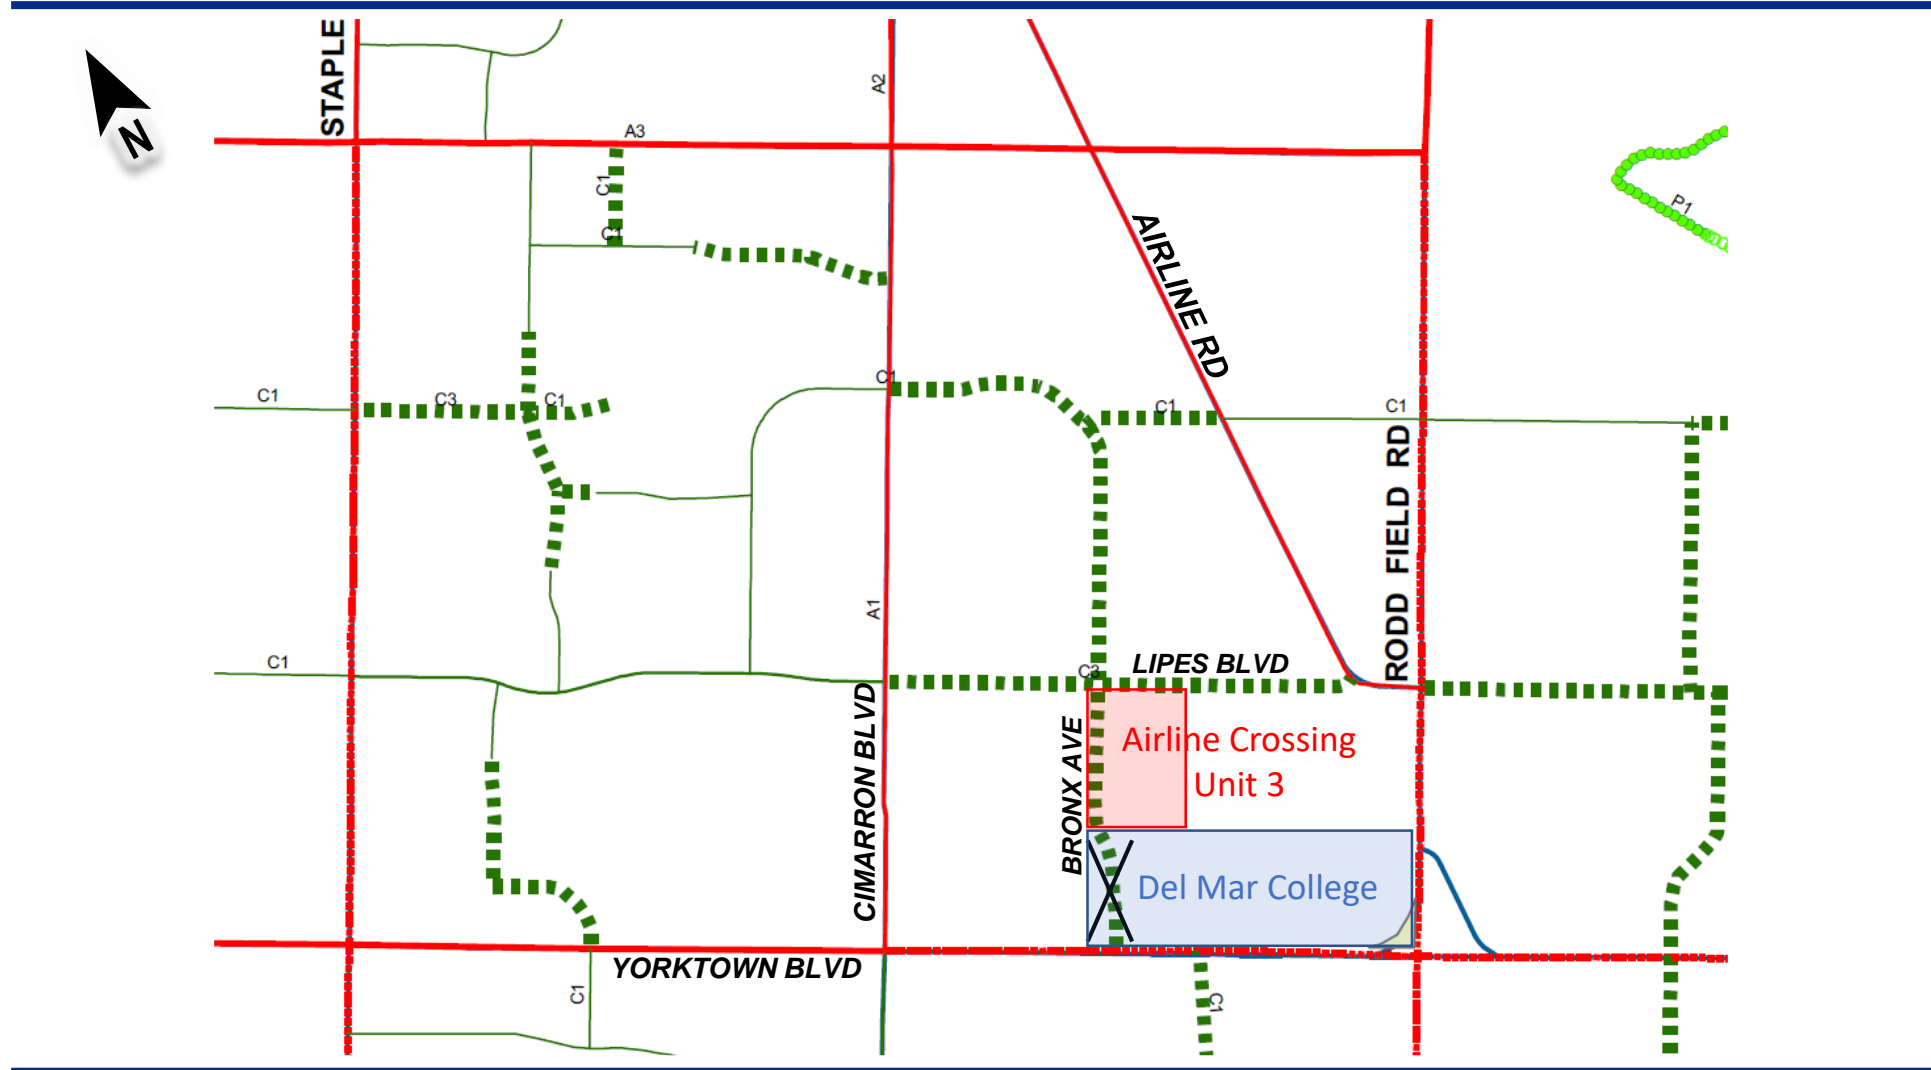 STAPLE
N
A2
A3
C1
C1
P1
AIRLINE RD
C1
C3
C1
C1
C1
C1
RODD FIELD RD
A1
C1
C3
LIPES BLVD
CIMARRON BLVD
BRONX AVE
Airline Crossing
Unit 3
Del Mar College
YORKTOWN BLVD
C1
C1